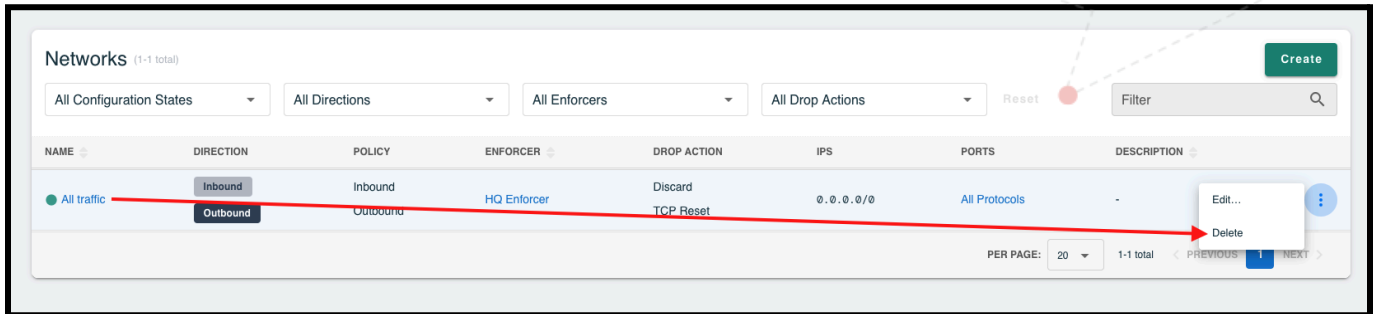 Networks (1-1 total)
Create
All Configuration States
All Directions
All Enforcers
All Drop Actions
Reset
Filter
NAME DIRECTION POLICY ENFORCER DROP ACTION IPS PORTS DESCRIPTION
All traffic
Inbound
Outbound
Inbound
Outbound
HQ Enforcer
Discard
TCP Reset
0.0.0.0/0
All Protocols
-
Edit...
Delete
PER PAGE: 20 1-1 total < PREVIOUS 1 NEXT >